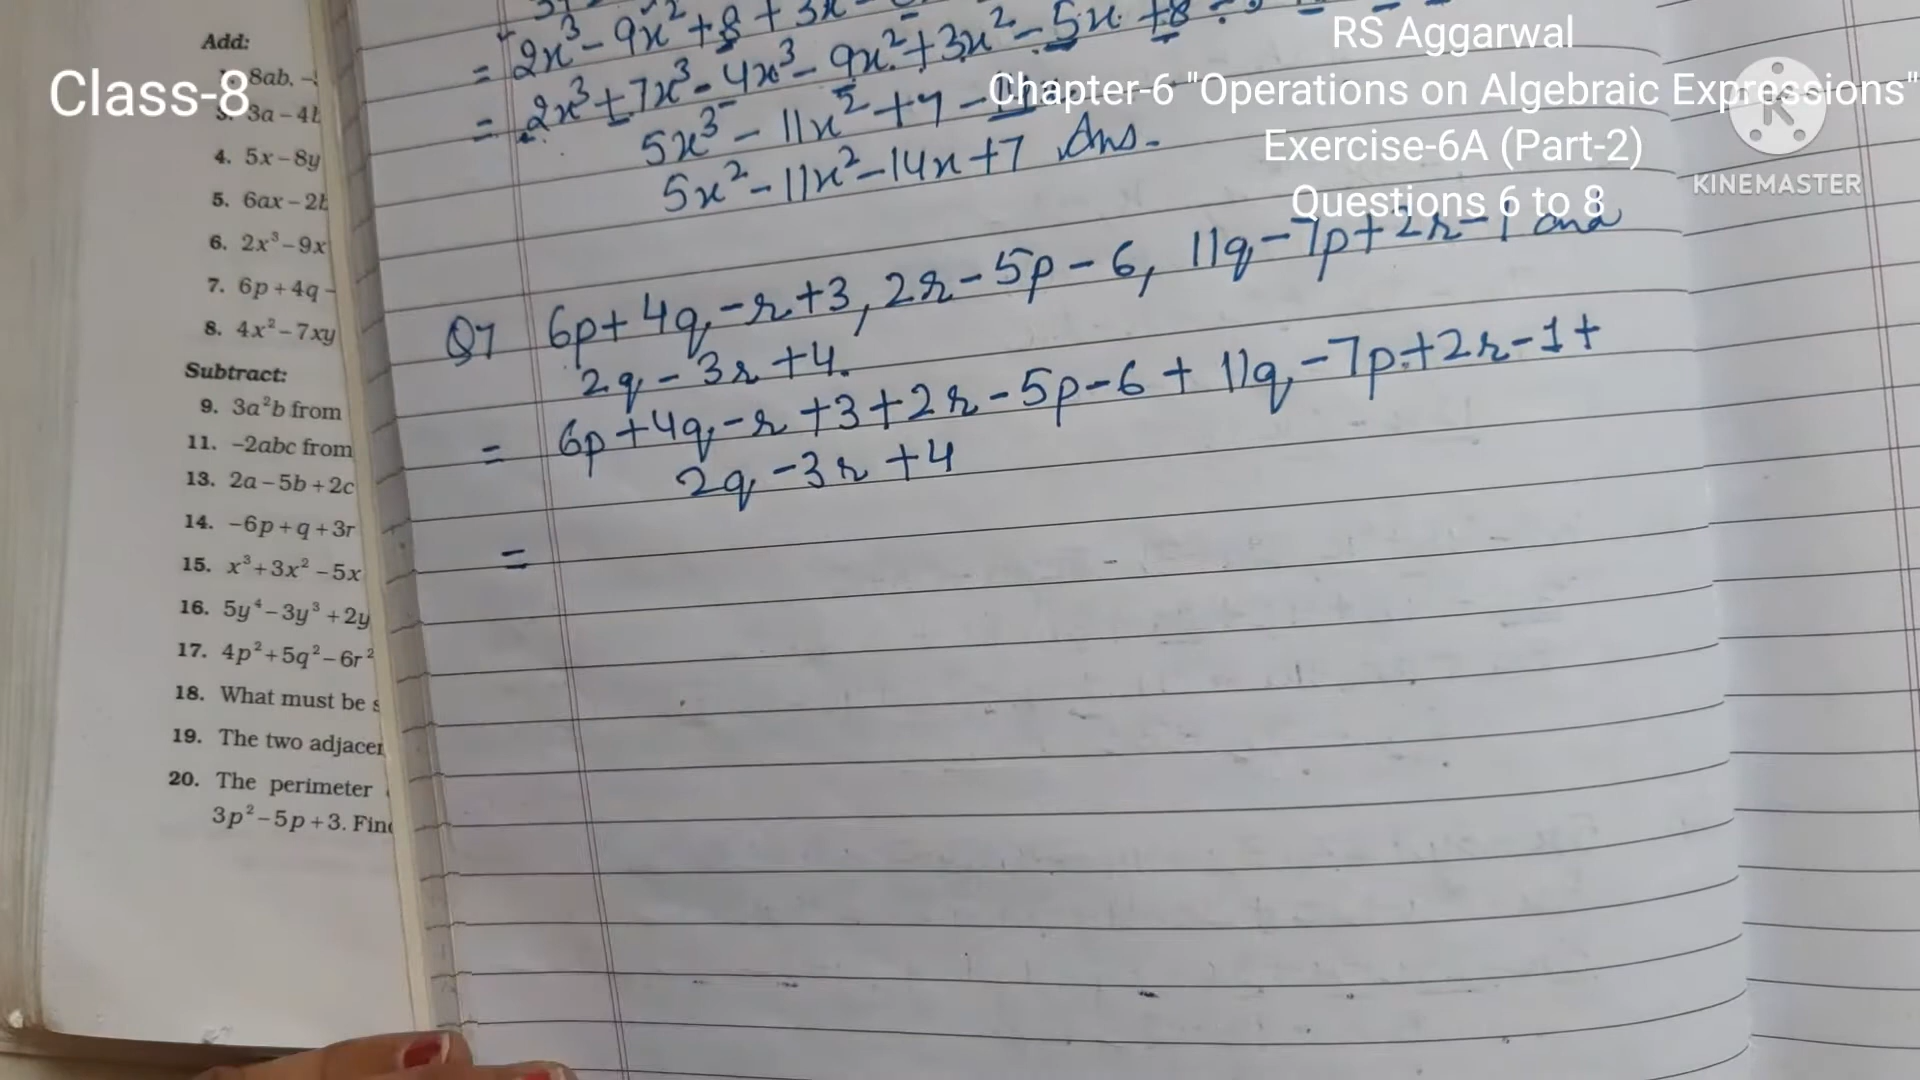 Class-8
RS Aggarwal
Chapter-6 "Operations on Algebraic Expressions"
Exercise-6A (Part-2)
Questions 6 to 8
KINEMASTER
Add:
8ab.
3. 3a-4b
4. 5x-8y
5. 6ax-2b
6. 2x³-9x
7. 6p+4q-
8. 4x²-7xy
Subtract:
9. 3a²b from
11. -2abc from
13. 2a-5b+2c
14. -6p+q+3r
15. x³+3x²-5x
16. 5y⁴-3y³+2y
17. 4p²+5q²-6r²
18. What must be s
19. The two adjacen
20. The perimeter
3p²-5p+3. Find
= 2x³-9x²+8+3x
= 2x³+7x³-4x³-9x²+3x²-5x+8
5x³-11x²+7-
5x²-11x²-14x+7 Ans.
Q7 6p+4q-r+3, 2r-5p-6, 11q-7p+2r-1 and
2q-3r+4.
= 6p+4q-r+3+2r-5p-6+11q-7p+2r-1+
2q-3r+4
=